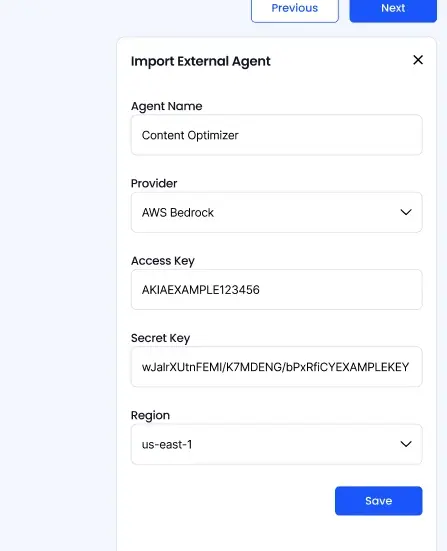 Previous
Next
Import External Agent
Agent Name
Content Optimizer
Provider
AWS Bedrock
Access Key
AKIAEXAMPLE123456
Secret Key
wJalrXUtnFEMI/K7MDENG/bPxRfiCYEXAMPLEKEY
Region
us-east-1
Save